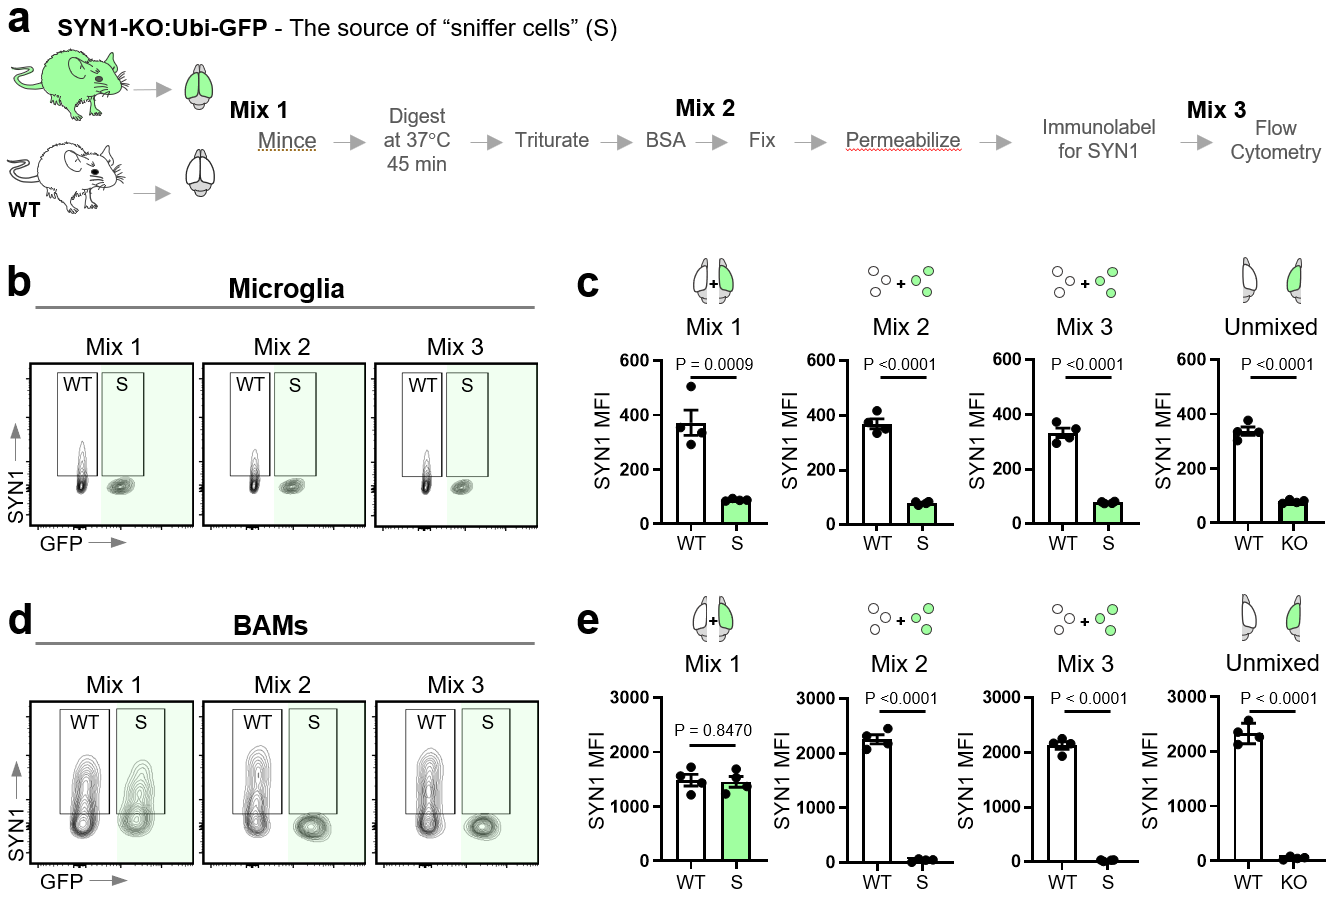 a
SYN1-KO:Ubi-GFP - The source of “sniffer cells” (S)
WT
Mix 1
Mince
Digest
at 37°C
45 min
Triturate
Mix 2
BSA
Fix
Permeabilize
Immunolabel
for SYN1
Mix 3
Flow
Cytometry
b
Microglia
Mix 1
Mix 2
Mix 3
WT S
WT S
WT S
SYN1
GFP
c
Mix 1
Mix 2
Mix 3
Unmixed
600
400
200
0
SYN1 MFI
P = 0.0009
WT S
600
400
200
0
SYN1 MFI
P <0.0001
WT S
600
400
200
0
SYN1 MFI
P <0.0001
WT S
600
400
200
0
SYN1 MFI
P <0.0001
WT KO
d
BAMs
Mix 1
Mix 2
Mix 3
WT S
WT S
WT S
SYN1
GFP
e
Mix 1
Mix 2
Mix 3
Unmixed
3000
2000
1000
0
SYN1 MFI
P = 0.8470
WT S
3000
2000
1000
0
SYN1 MFI
P <0.0001
WT S
3000
2000
1000
0
SYN1 MFI
P < 0.0001
WT S
3000
2000
1000
0
SYN1 MFI
P < 0.0001
WT KO